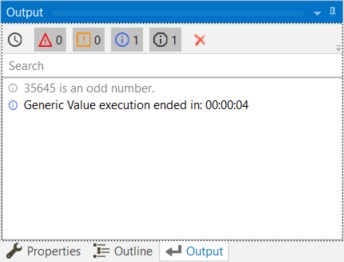 Output
0 0 1 1
Search
35645 is an odd number.
Generic Value execution ended in: 00:00:04
Properties Outline Output